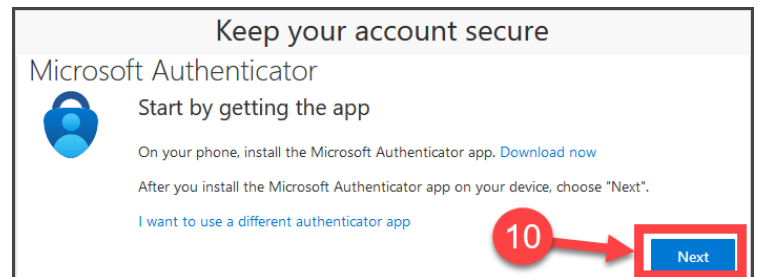 Keep your account secure
Microsoft Authenticator
Start by getting the app
On your phone, install the Microsoft Authenticator app. Download now
After you install the Microsoft Authenticator app on your device, choose "Next".
I want to use a different authenticator app
10
Next